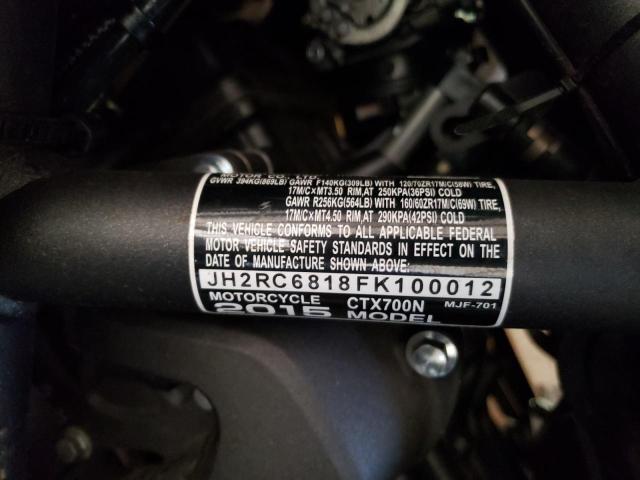 MOTOR CO., LTD.
GVWR 394KG(869LB) GAWR F140KG(309LB) WITH 120/70ZR17M/C(58W) TIRE,
17M/C×MT3.50 RIM,AT 250KPA(36PSI) COLD
GAWR R256KG(564LB) WITH 160/60ZR17M/C(69W) TIRE,
17M/C×MT4.50 RIM,AT 290KPA(42PSI) COLD
THIS VEHICLE CONFORMS TO ALL APPLICABLE FEDERAL
MOTOR VEHICLE SAFETY STANDARDS IN EFFECT ON THE
DATE OF MANUFACTURE SHOWN ABOVE:
JH2RC6818FK100012
MOTORCYCLE CTX700N MJF-701
2015 MODEL